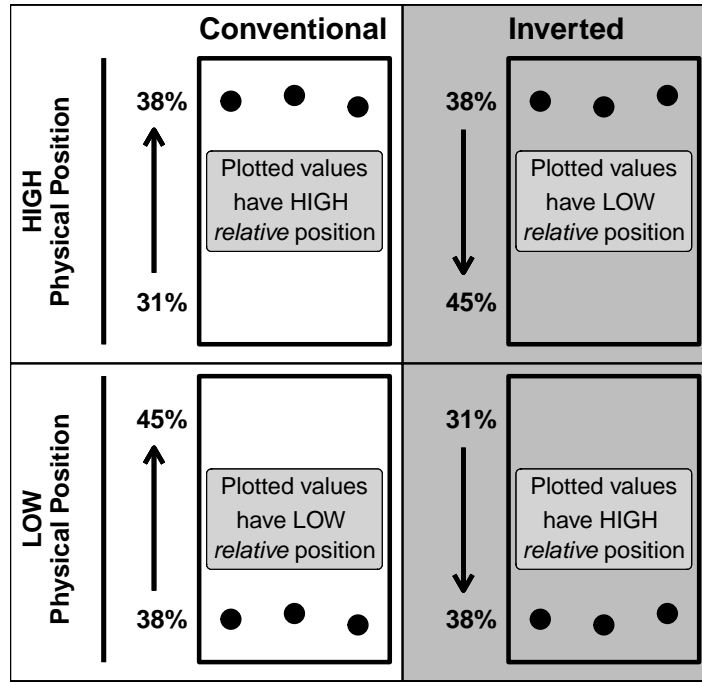 Conventional
Inverted
HIGH
Physical Position
38%
31%
Plotted values
have HIGH
relative position
38%
45%
Plotted values
have LOW
relative position
LOW
Physical Position
45%
38%
Plotted values
have LOW
relative position
31%
38%
Plotted values
have HIGH
relative position